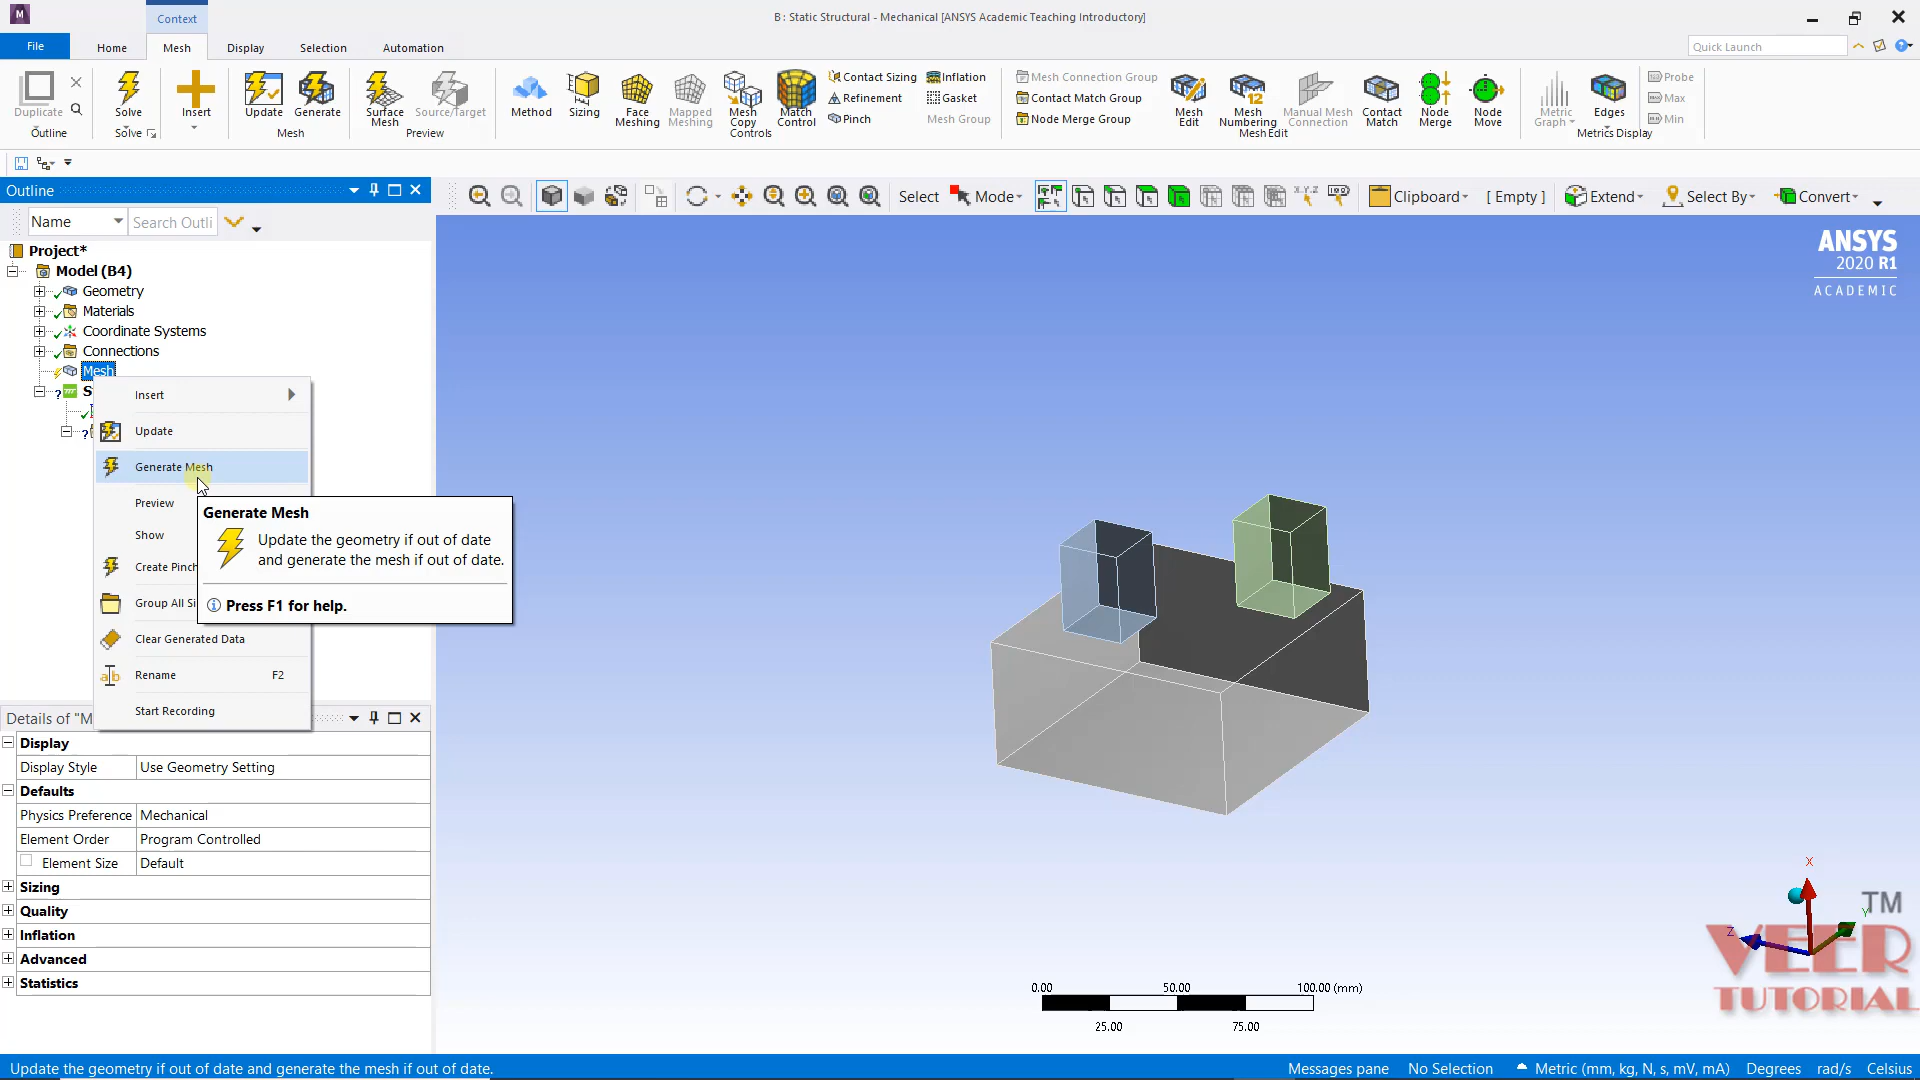 Context
B : Static Structural - Mechanical [ANSYS Academic Teaching Introductory]
File
Home
Mesh
Display
Selection
Automation
Quick Launch
Duplicate
Outline
Solve
Solve
Insert
Update
Generate
Mesh
Surface Mesh
Source/Target
Preview
Method
Sizing
Face Meshing
Mapped Meshing
Mesh Copy
Match Control
Contact Sizing
Refinement
Pinch
Inflation
Gasket
Mesh Group
Controls
Mesh Connection Group
Contact Match Group
Node Merge Group
Mesh Edit
Mesh Numbering
Manual Mesh Connection
Contact Match
Node Merge
Node Move
Mesh Edit
Metric Graph
Edges
Probe
Max
Min
Metrics Display
Outline
Name
Search Outli
Select
Mode
Clipboard
[ Empty ]
Extend
Select By
Convert
Project*
Model (B4)
Geometry
Materials
Coordinate Systems
Connections
Mesh
S
Insert
Update
Generate Mesh
Preview
Show
Create Pinch
Group All Si
Clear Generated Data
Rename F2
Start Recording
Generate Mesh
Update the geometry if out of date
and generate the mesh if out of date.
Press F1 for help.
ANSYS
2020 R1
ACADEMIC
Details of "M
Display
Display Style Use Geometry Setting
Defaults
Physics Preference Mechanical
Element Order Program Controlled
Element Size Default
Sizing
Quality
Inflation
Advanced
Statistics
0.00 50.00 100.00 (mm)
25.00 75.00
X
Y
Z
TM
VEER
TUTORIAL
Update the geometry if out of date and generate the mesh if out of date.
Messages pane
No Selection
Metric (mm, kg, N, s, mV, mA)
Degrees
rad/s
Celsius